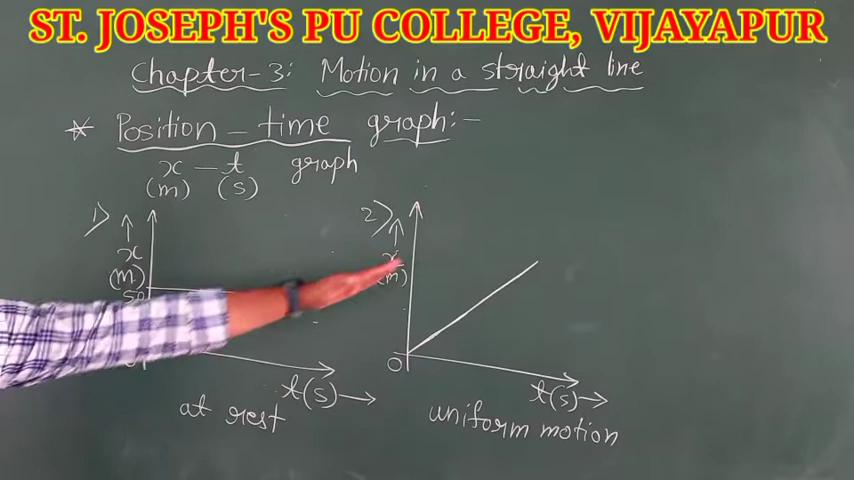 ST. JOSEPH'S PU COLLEGE, VIJAYAPUR
Chapter-3: Motion in a straight line
* Position - time graph:-
x - t graph
(m) (s)
1)
x
(m)
50
t(s)
at rest
2)
x
(m)
0
t(s)
uniform motion